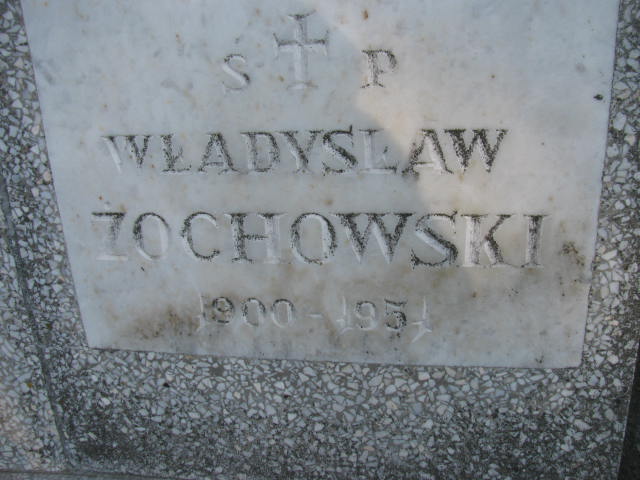 S P
WŁADYSŁAW
ŻOCHOWSKI
1900 - 1951